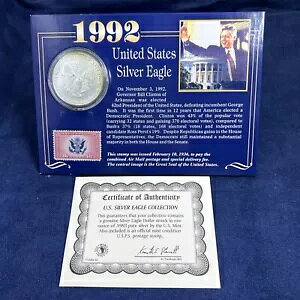 1992
United States
Silver Eagle
On November 3, 1992,
Governor Bill Clinton of
Arkansas was elected
42nd President of the United States, defeating incumbent George
Bush. It was the first time in 12 years that America elected a
Democratic President. Clinton won 43% of the popular vote
(carrying 32 states and gaining 370 electoral votes), compared to
Bush's 37% (18 states, 168 electoral votes) and independent
candidate Ross Perot's 19%. Despite Republican gains in the House of
Representatives, the Democrats still maintained a substantial
majority in both the House and the Senate.
This stamp was issued February 10, 1936, to pay the
combined Air Mail postage and special delivery fee.
The central image is the Great Seal of the United States.
Certificate of Authenticity
U.S. SILVER EAGLE COLLECTION
This guarantees that your collection contains
a genuine Silver Eagle Dollar struck in one
ounce of .9993 pure silver by the U.S. Mint.
Also included is an official mint condition
U.S.P.S. postage stamp.